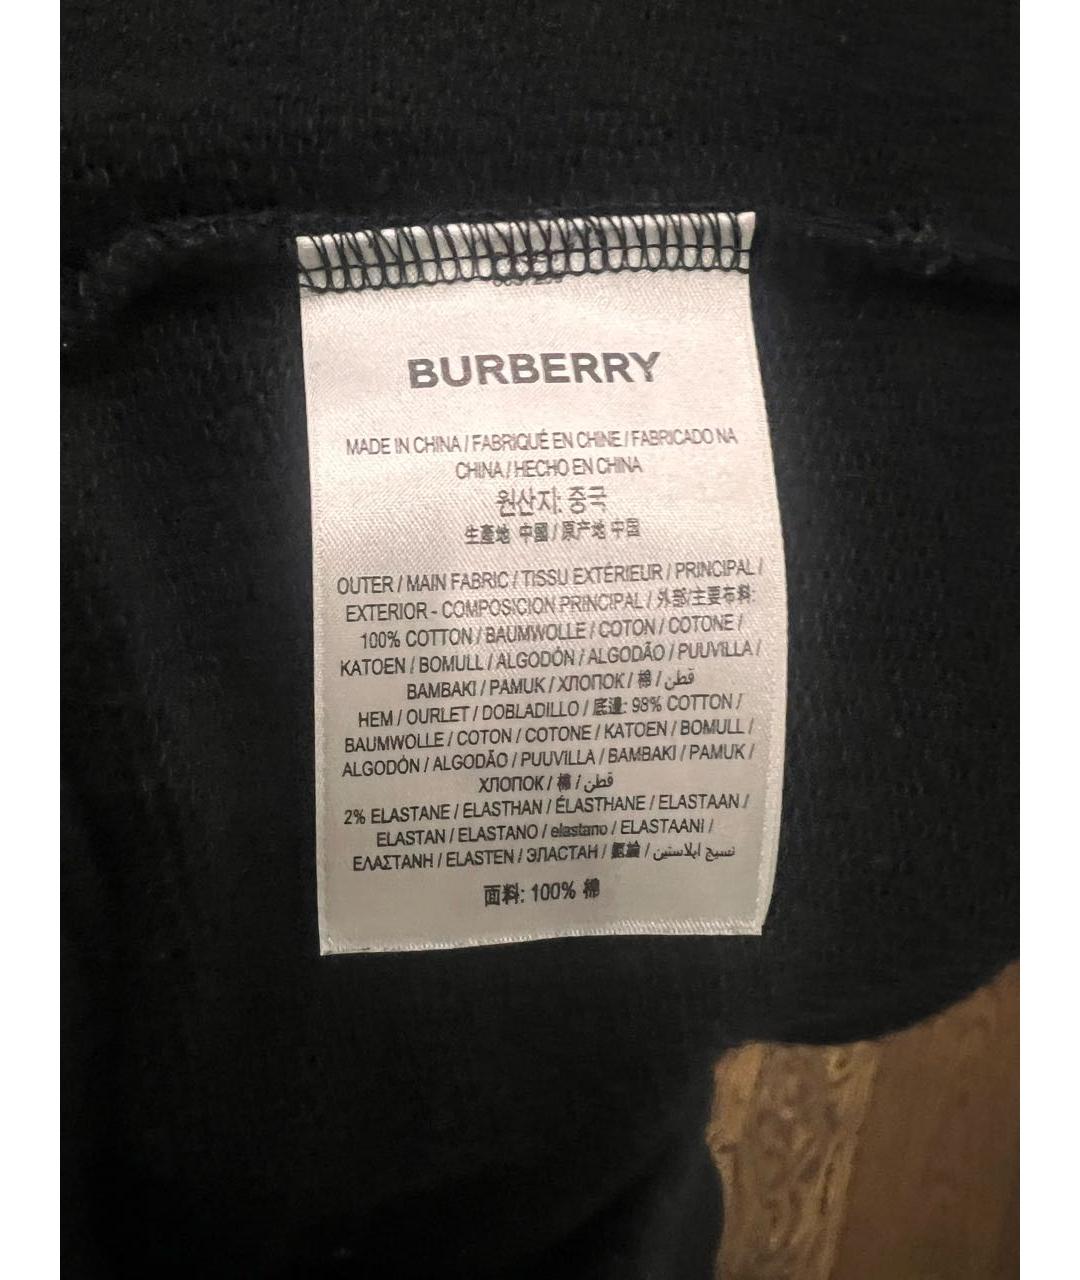 BURBERRY
MADE IN CHINA / FABRIQUÉ EN CHINE / FABRICADO NA
CHINA / HECHO EN CHINA
원산지: 중국
生產地 中國 / 原产地 中国
OUTER / MAIN FABRIC / TISSU EXTÉRIEUR / PRINCIPAL /
EXTERIOR - COMPOSICION PRINCIPAL / 外部/主要布料:
100% COTTON / BAUMWOLLE / COTON / COTONE /
KATOEN / BOMULL / ALGODÓN / ALGODÃO / PUUVILLA /
BAMBAKI / PAMUK / ХЛОПОК / 棉 / قطن
HEM / OURLET / DOBLADILLO / 底邊: 98% COTTON /
BAUMWOLLE / COTON / COTONE / KATOEN / BOMULL /
ALGODÓN / ALGODÃO / PUUVILLA / BAMBAKI / PAMUK /
ХЛОПОК / 棉 / قطن
2% ELASTANE / ELASTHAN / ÉLASTHANE / ELASTAAN /
ELASTAN / ELASTANO / elastano / ELASTAANI /
ΕΛΑΣΤΑΝΗ / ELASTEN / ЭЛАСТАН / 氨綸 / نسيج ايلاستين
面料: 100% 棉